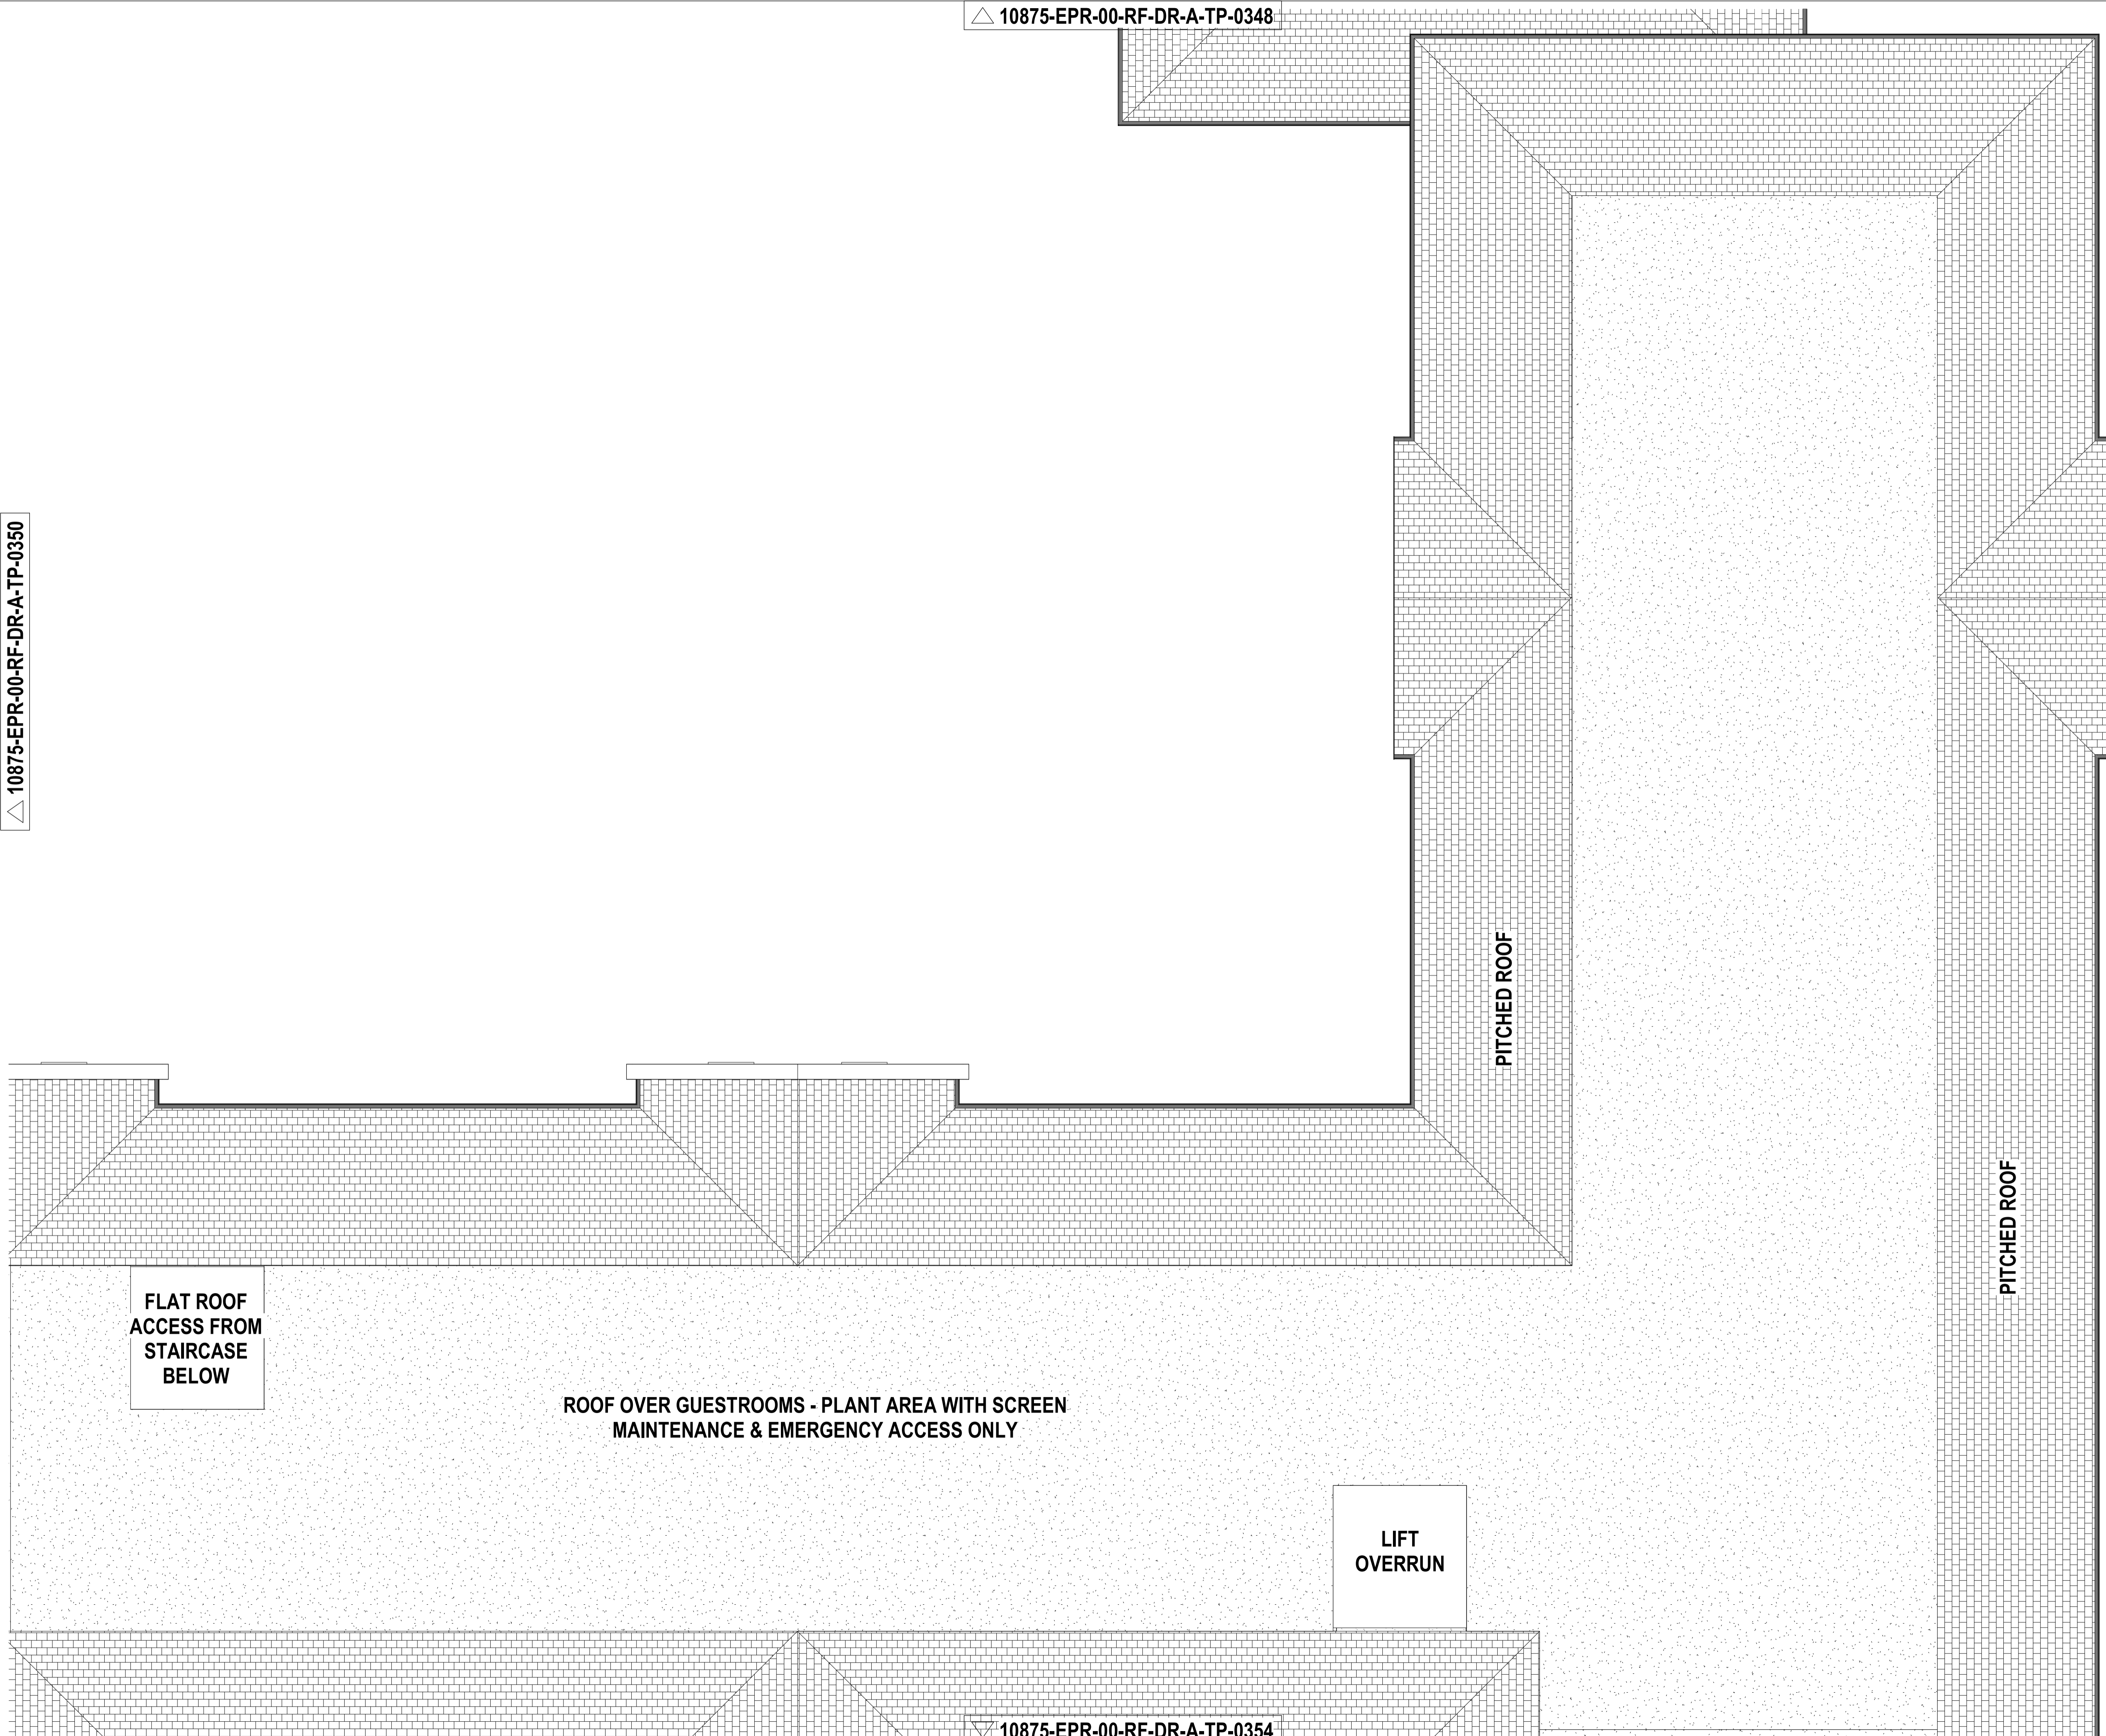 10875-EPR-00-RF-DR-A-TP-0348
10875-EPR-00-RF-DR-A-TP-0350
PITCHED ROOF
PITCHED ROOF
FLAT ROOF
ACCESS FROM
STAIRCASE
BELOW
ROOF OVER GUESTROOMS - PLANT AREA WITH SCREEN
MAINTENANCE & EMERGENCY ACCESS ONLY
LIFT
OVERRUN
10875-EPR-00-RF-DR-A-TP-0354